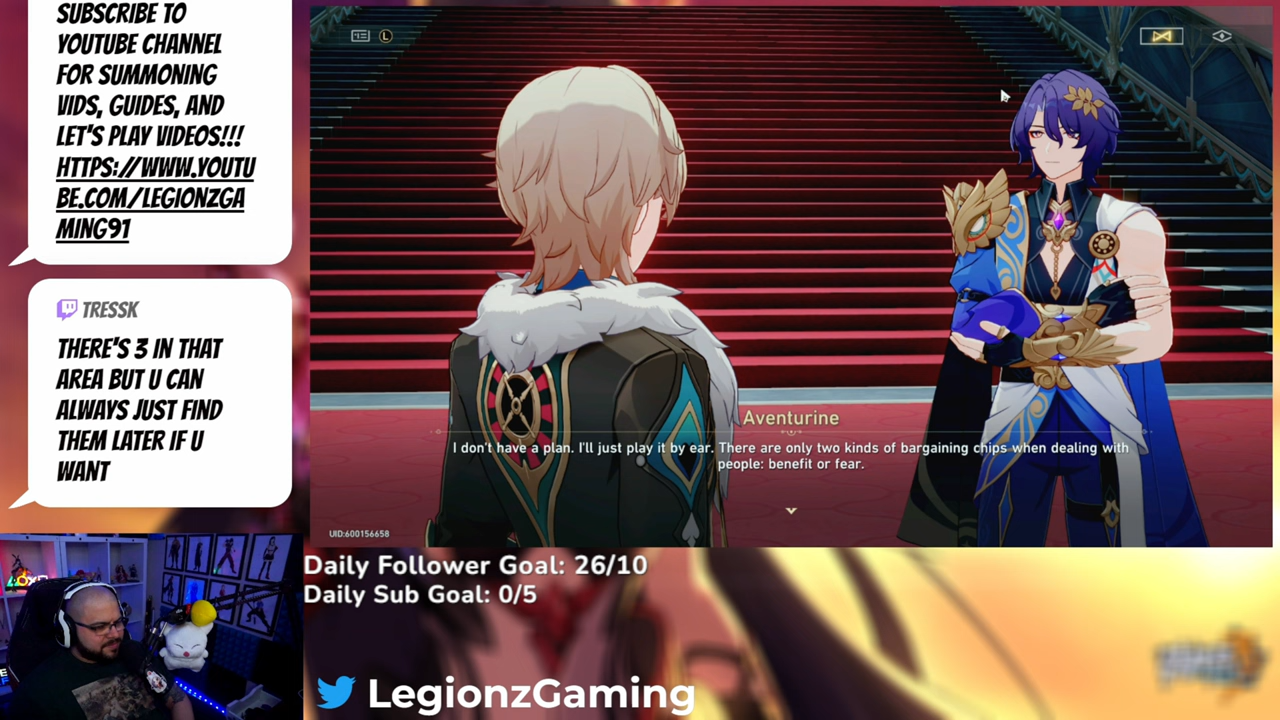 SUBSCRIBE TO
YOUTUBE CHANNEL
FOR SUMMONING
VIDS, GUIDES, AND
LET'S PLAY VIDEOS!!!
HTTPS://WWW.YOUTU
BE.COM/LEGIONZGA
MING91
TRESSK
THERE'S 3 IN THAT
AREA BUT U CAN
ALWAYS JUST FIND
THEM LATER IF U
WANT
L
Aventurine
I don't have a plan. I'll just play it by ear. There are only two kinds of bargaining chips when dealing with
people: benefit or fear.
UID:600156658
Daily Follower Goal: 26/10
Daily Sub Goal: 0/5
LegionzGaming